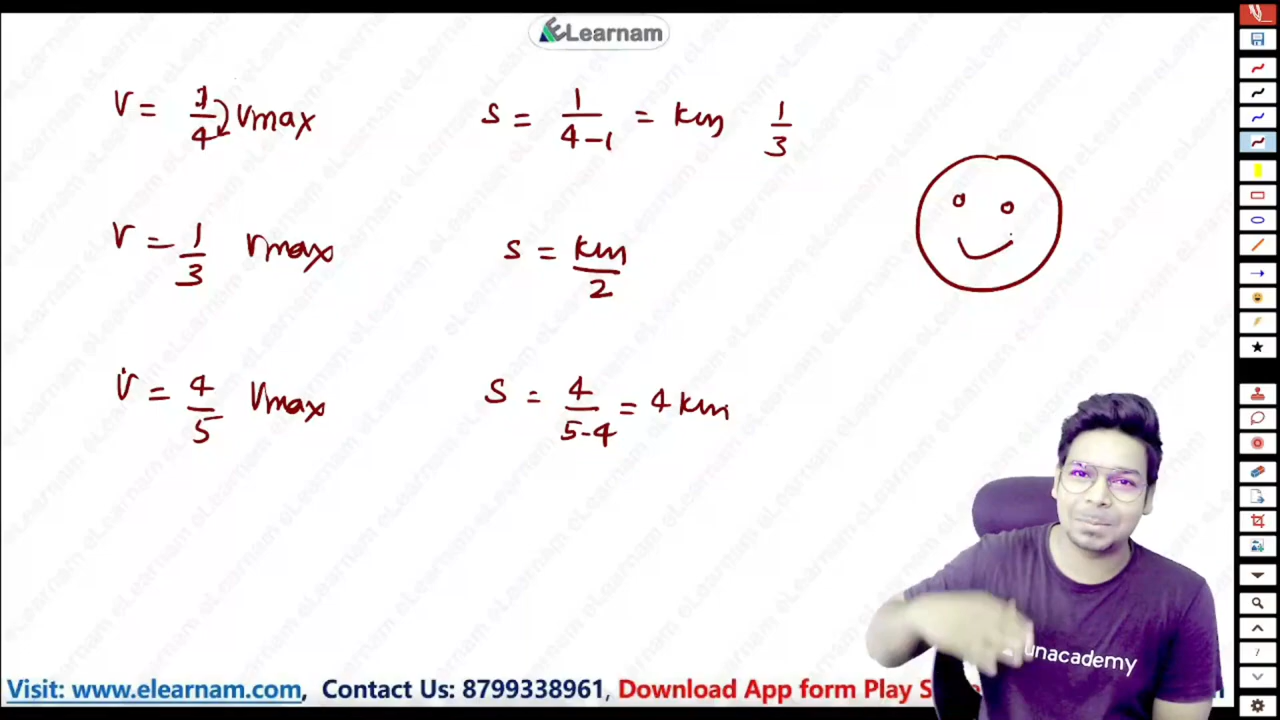 ELearnam
V = 1/4 Vmax S = 1/(4-1) = km 1/3
V = 1/3 Vmax S = km/2
V = 4/5 Vmax S = 4/(5-4) = 4 km
unacademy
Visit: www.elearnam.com, Contact Us: 8799338961, Download App form Play S